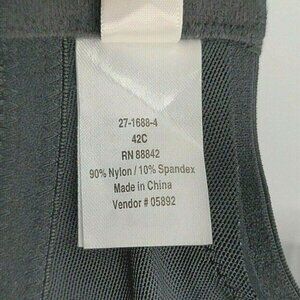 27-1688-4
42C
RN 88842
90% Nylon / 10% Spandex
Made in China
Vendor # 05892